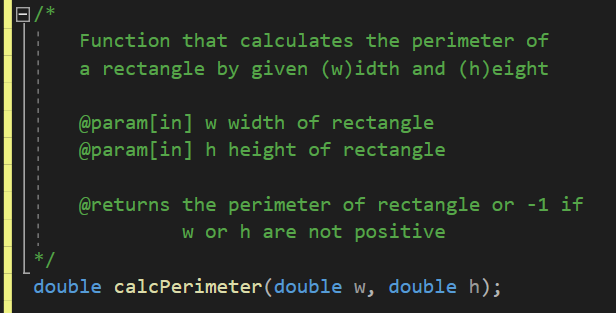 /*
Function that calculates the perimeter of
a rectangle by given (w)idth and (h)eight
@param[in] w width of rectangle
@param[in] h height of rectangle
@returns the perimeter of rectangle or -1 if
w or h are not positive
*/
double calcPerimeter(double w, double h);